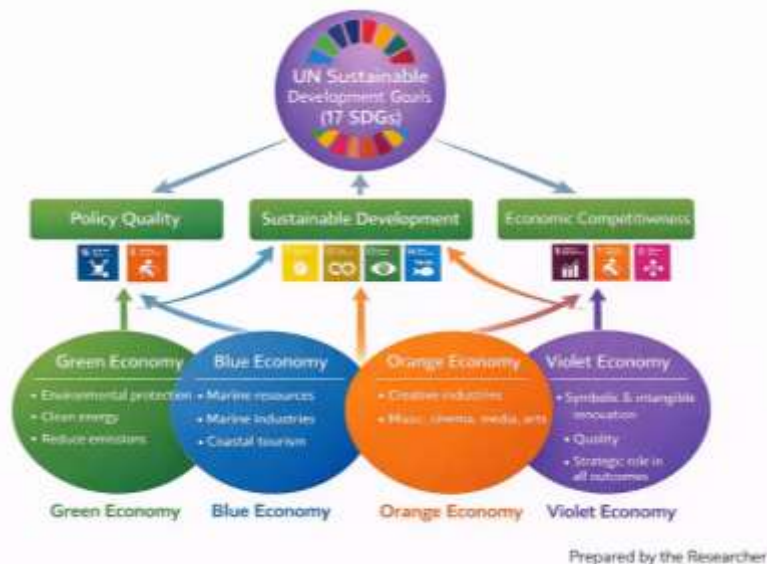 UN Sustainable
Development Goals
(17 SDGs)
Policy Quality
Sustainable Development
Economic Competitiveness
Green Economy
• Environmental protection
• Clean energy
• Reduce emissions
Blue Economy
• Marine resources
• Marine industries
• Coastal tourism
Orange Economy
• Creative industries
• Music, cinema, media, arts
Violet Economy
• Symbolic & intangible
• Quality
• Strategic role in
all outcomes
Green Economy
Blue Economy
Orange Economy
Violet Economy
Prepared by the Researcher